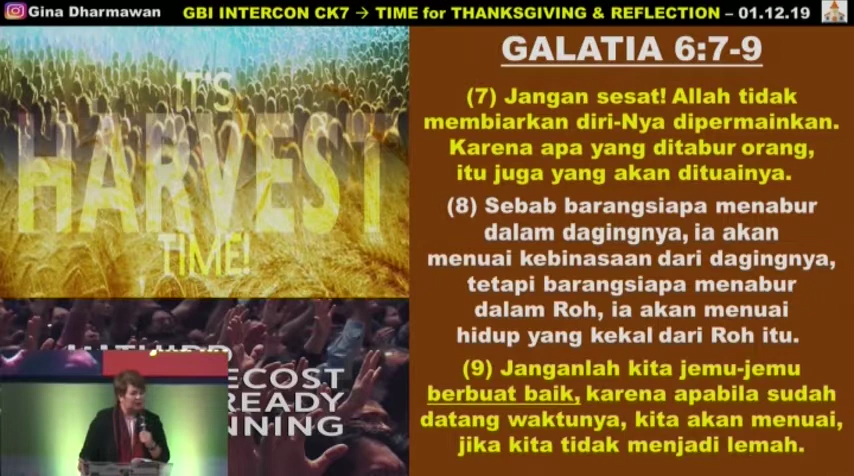 Gina Dharmawan
GBI INTERCON CK7 → TIME for THANKSGIVING & REFLECTION – 01.12.19
IT'S
HARVEST
TIME!
ECOST
READY
NNING
GALATIA 6:7-9
(7) Jangan sesat! Allah tidak
membiarkan diri-Nya dipermainkan.
Karena apa yang ditabur orang,
itu juga yang akan dituainya.
(8) Sebab barangsiapa menabur
dalam dagingnya, ia akan
menuai kebinasaan dari dagingnya,
tetapi barangsiapa menabur
dalam Roh, ia akan menuai
hidup yang kekal dari Roh itu.
(9) Janganlah kita jemu-jemu
berbuat baik, karena apabila sudah
datang waktunya, kita akan menuai,
jika kita tidak menjadi lemah.